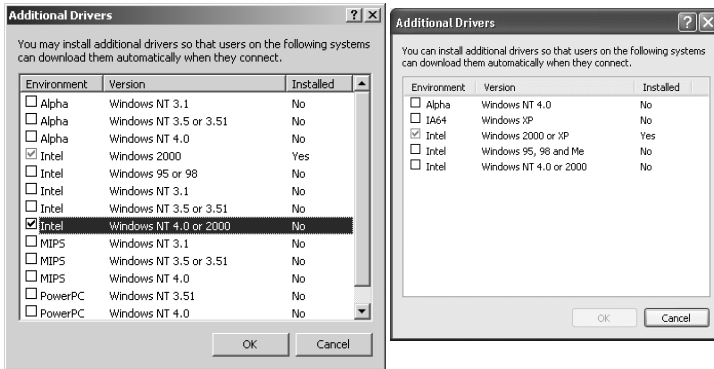 Additional Drivers
You may install additional drivers so that users on the following systems
can download them automatically when they connect.
Environment Version Installed
Alpha Windows NT 3.1 No
Alpha Windows NT 3.5 or 3.51 No
Alpha Windows NT 4.0 No
Intel Windows 2000 Yes
Intel Windows 95 or 98 No
Intel Windows NT 3.1 No
Intel Windows NT 3.5 or 3.51 No
Intel Windows NT 4.0 or 2000 No
MIPS Windows NT 3.1 No
MIPS Windows NT 3.5 or 3.51 No
MIPS Windows NT 4.0 No
PowerPC Windows NT 3.51 No
PowerPC Windows NT 4.0 No
OK Cancel
Additional Drivers
You can install additional drivers so that users on the following systems
can download them automatically when they connect.
Environment Version Installed
Alpha Windows NT 4.0 No
IA64 Windows XP No
Intel Windows 2000 or XP Yes
Intel Windows 95, 98 and Me No
Intel Windows NT 4.0 or 2000 No
OK Cancel